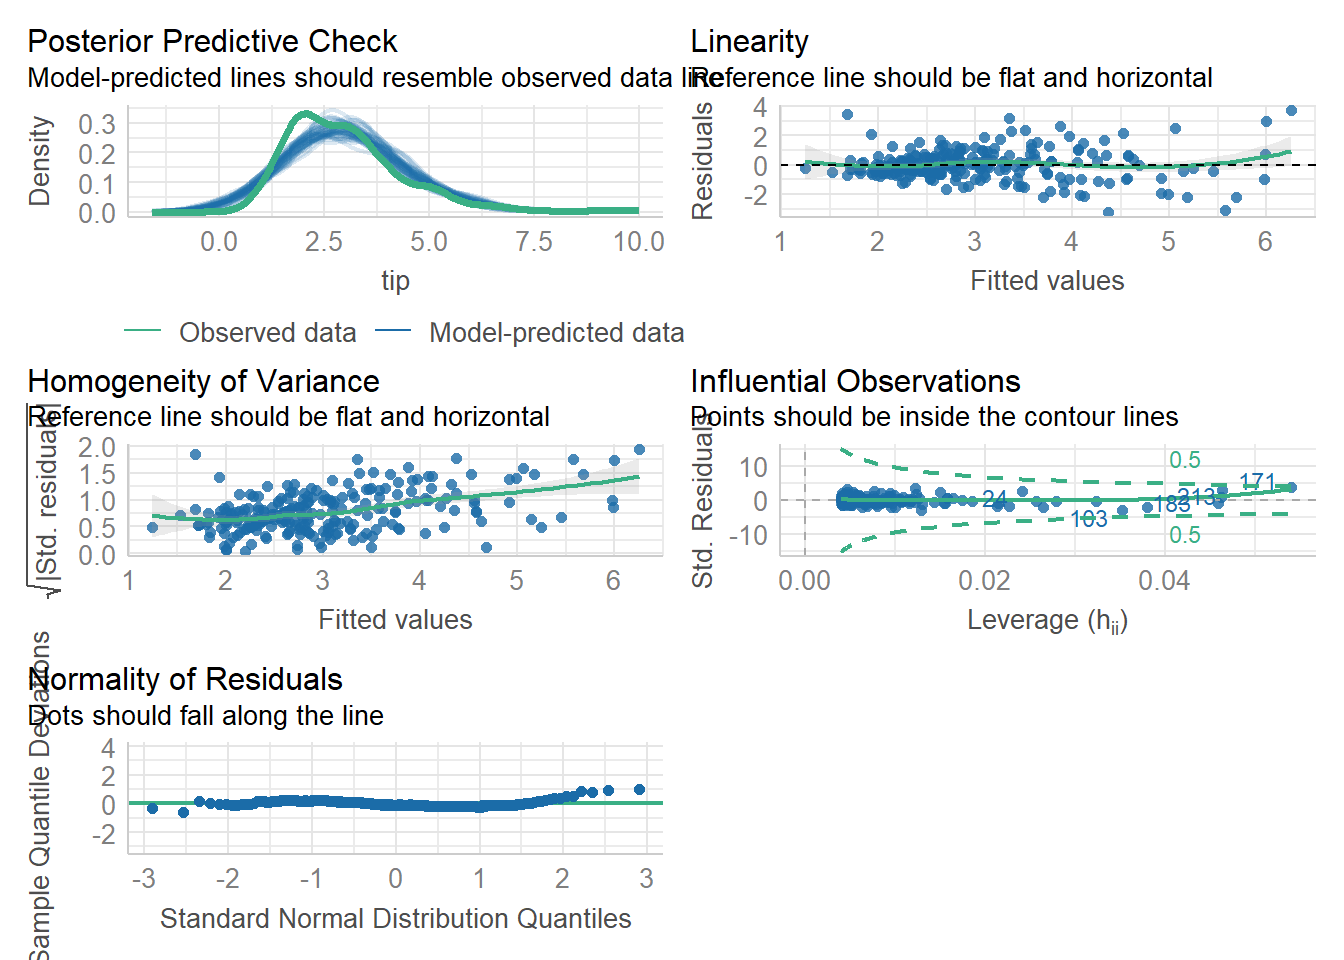 Posterior Predictive Check
Model-predicted lines should resemble observed data line
Density
0.3
0.2
0.1
0.0
0.0 2.5 5.0 7.5 10.0
tip
Observed data Model-predicted data
Linearity
Reference line should be flat and horizontal
Residuals
4
2
0
-2
1 2 3 4 5 6
Fitted values
Homogeneity of Variance
Reference line should be flat and horizontal
√|Std. residuals|
2.0
1.5
1.0
0.5
0.0
1 2 3 4 5 6
Fitted values
Influential Observations
Points should be inside the contour lines
Std. Residuals
10
0
-10
0.5
171
24
183
213
103
0.5
0.00 0.02 0.04
Leverage (hii)
Normality of Residuals
Dots should fall along the line
Sample Quantile Deviations
4
2
0
-2
-3 -2 -1 0 1 2 3
Standard Normal Distribution Quantiles